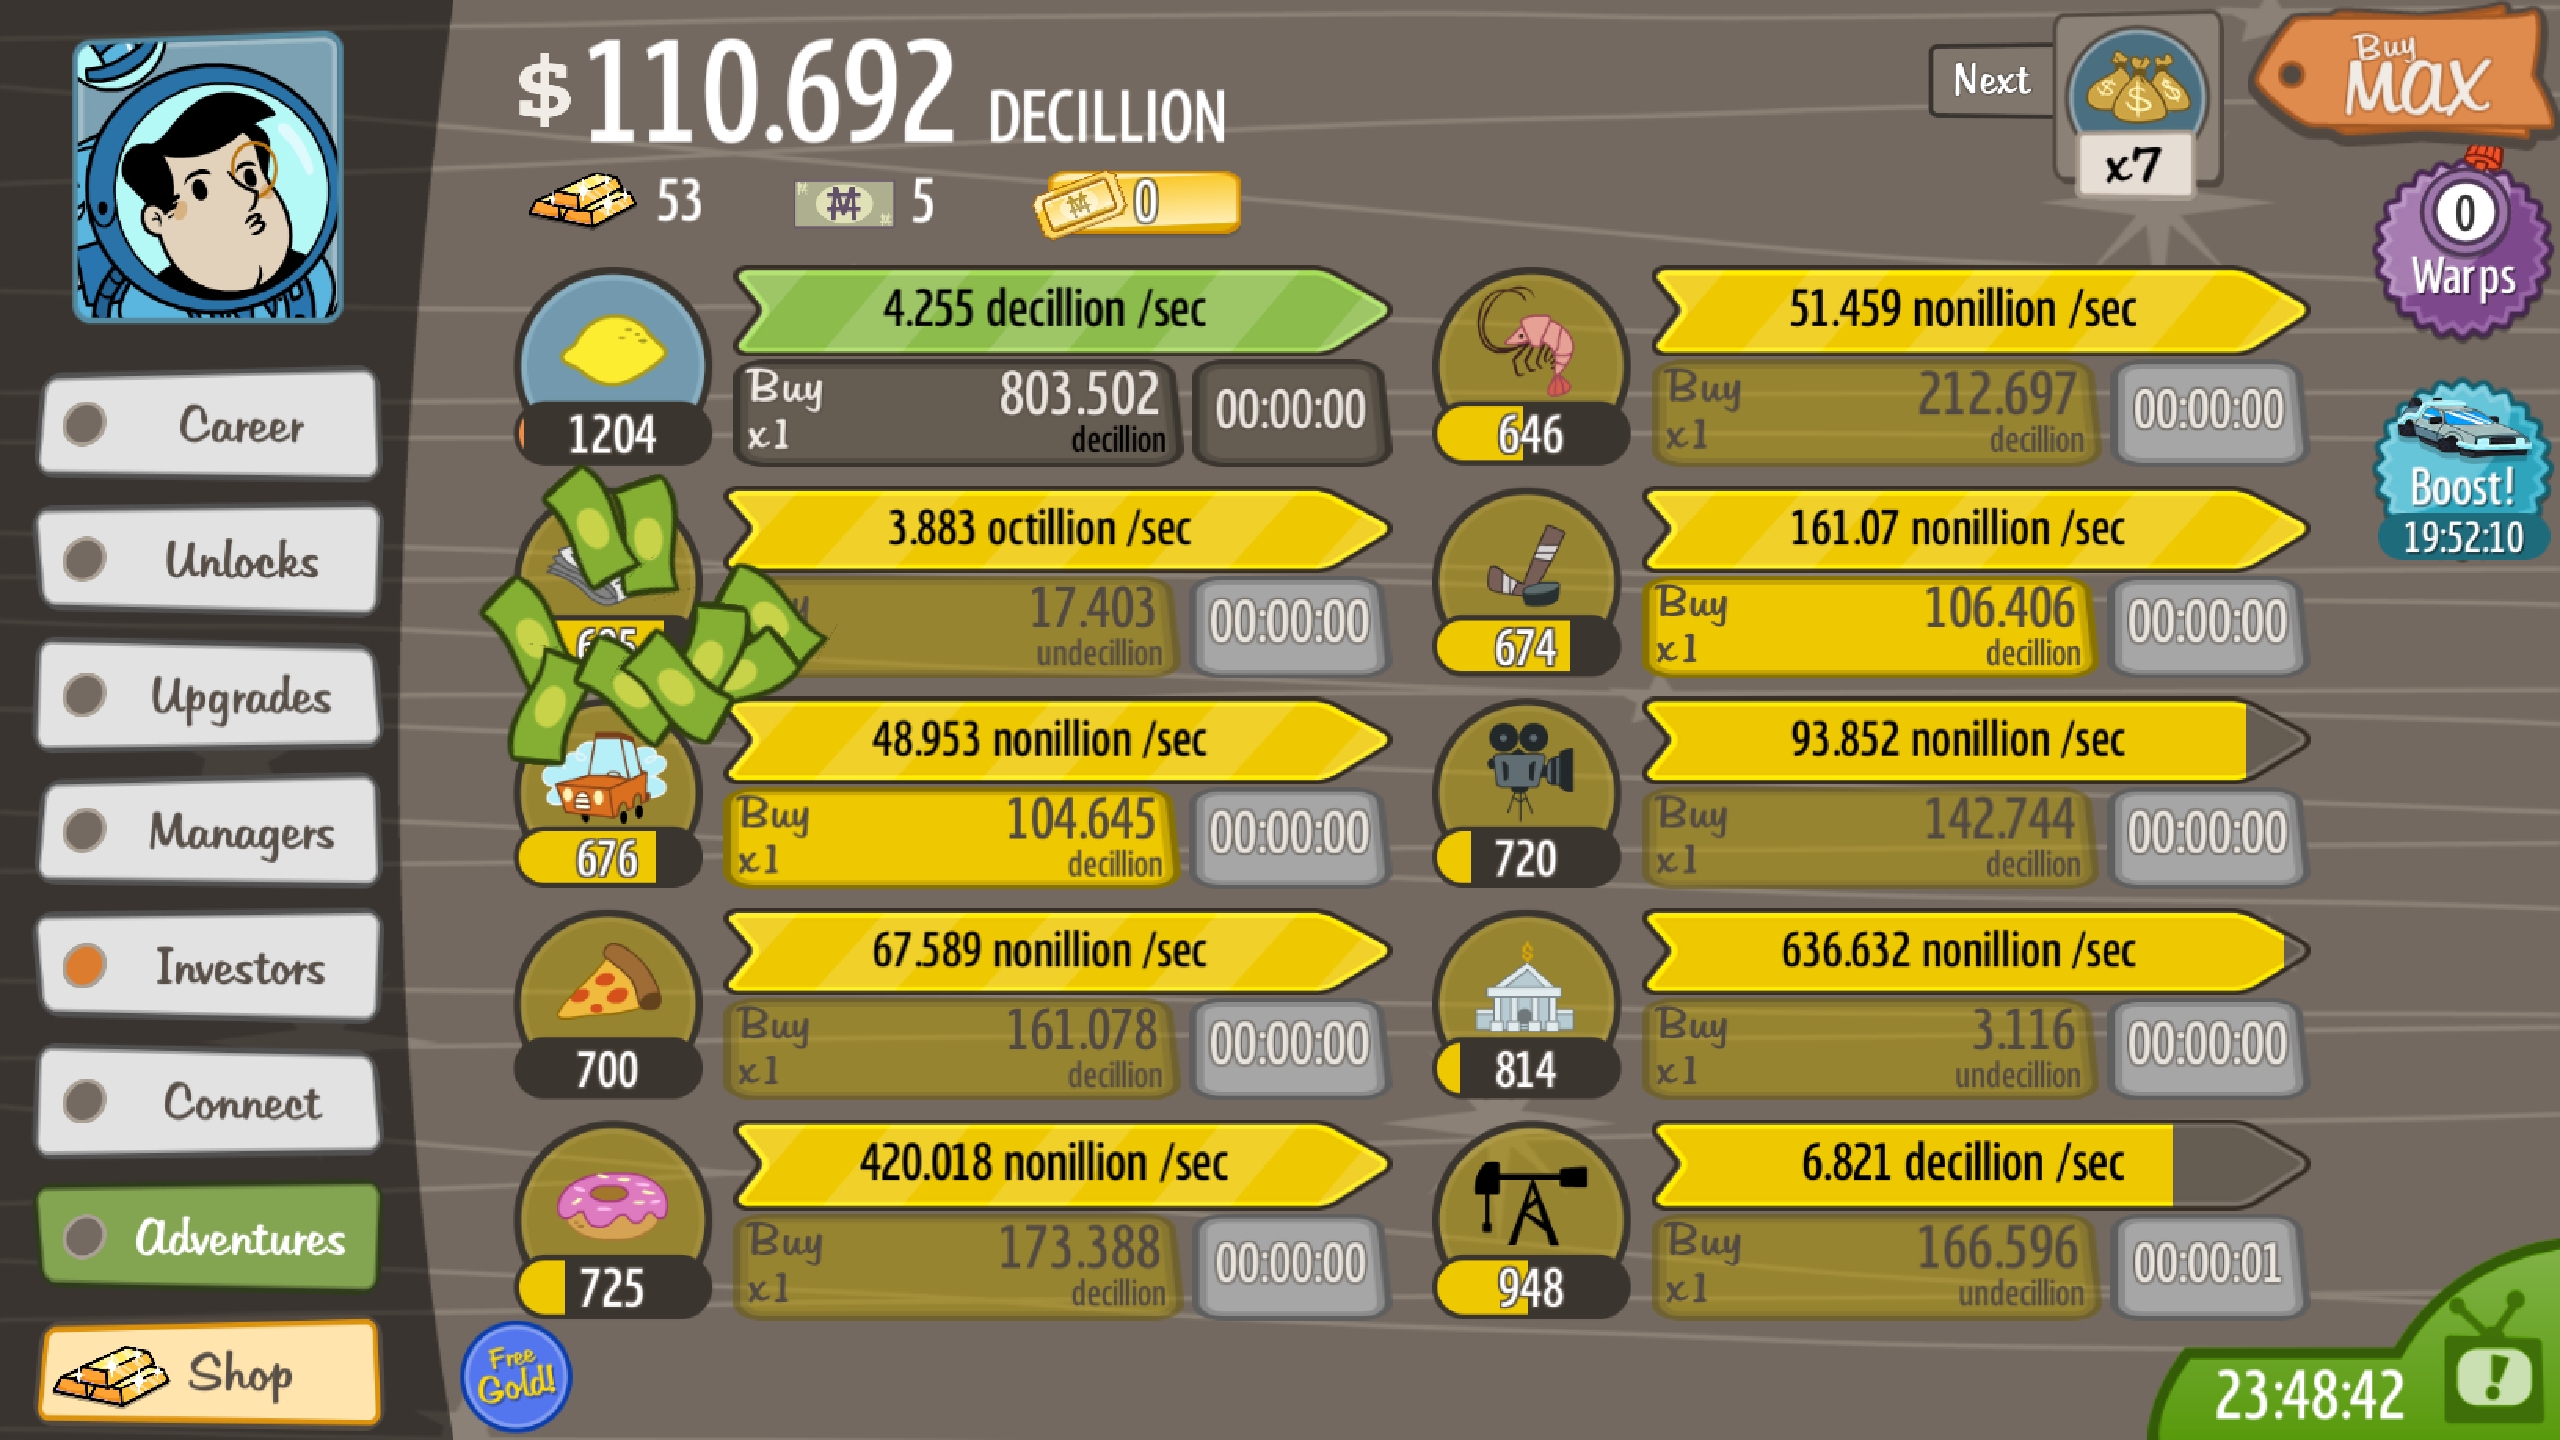 $110.692 DECILLION
Next
Buy
MAX
x7
53
5
0
0
Warps
4.255 decillion /sec
Buy
x1
803.502
decillion
00:00:00
1204
51.459 nonillion /sec
Buy
x1
212.697
decillion
00:00:00
646
Boost!
19:52:10
3.883 octillion /sec
17.403
undecillion
00:00:00
161.07 nonillion /sec
Buy
x1
106.406
decillion
00:00:00
674
48.953 nonillion /sec
Buy
x1
104.645
decillion
00:00:00
676
93.852 nonillion /sec
Buy
x1
142.744
decillion
00:00:00
720
67.589 nonillion /sec
Buy
x1
161.078
decillion
00:00:00
700
636.632 nonillion /sec
Buy
x1
3.116
undecillion
00:00:00
814
420.018 nonillion /sec
Buy
x1
173.388
decillion
00:00:00
725
6.821 decillion /sec
Buy
x1
166.596
undecillion
00:00:01
948
Career
Unlocks
Upgrades
Managers
Investors
Connect
Adventures
Shop
Free
Gold!
23:48:42